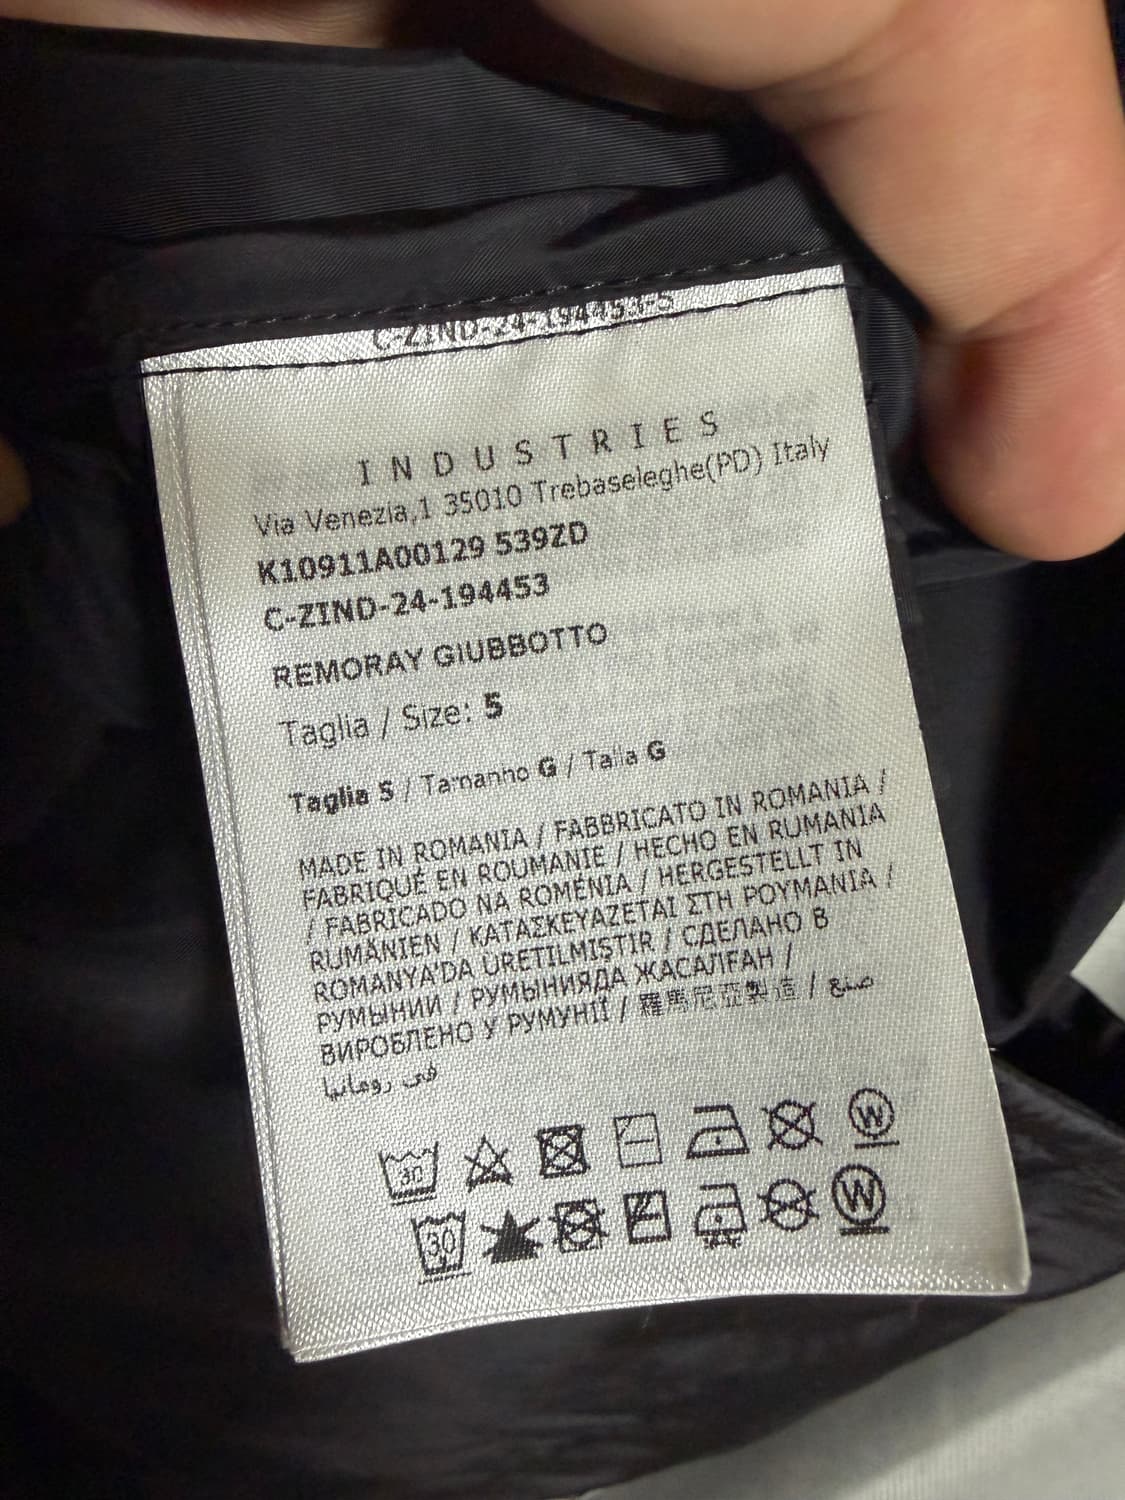 C-ZIND-24-194453-S
INDUSTRIES
Via Venezia,1 35010 Trebaseleghe(PD) Italy
K10911A00129 539ZD
C-ZIND-24-194453
REMORAY GIUBBOTTO
Taglia / Size: 5
Taglia S / Tamanho G / Talla G
MADE IN ROMANIA / FABBRICATO IN ROMANIA /
FABRIQUÉ EN ROUMANIE / HECHO EN RUMANIA
/ FABRICADO NA ROMÉNIA / HERGESTELLT IN
RUMÄNIEN / ΚΑΤΑΣΚΕΥΑΖΕΤΑΙ ΣΤΗ ΡΟΥΜΑΝΙΑ /
ROMANYA'DA ÜRETILMIŞTIR / СДЕЛАНО В
РУМЫНИИ / РУМЫНИЯДА ЖАСАЛҒАН /
ВИРОБЛЕНО У РУМУНІЇ / 羅馬尼亞製造 / صنع
في رومانيا
30 W
30 W